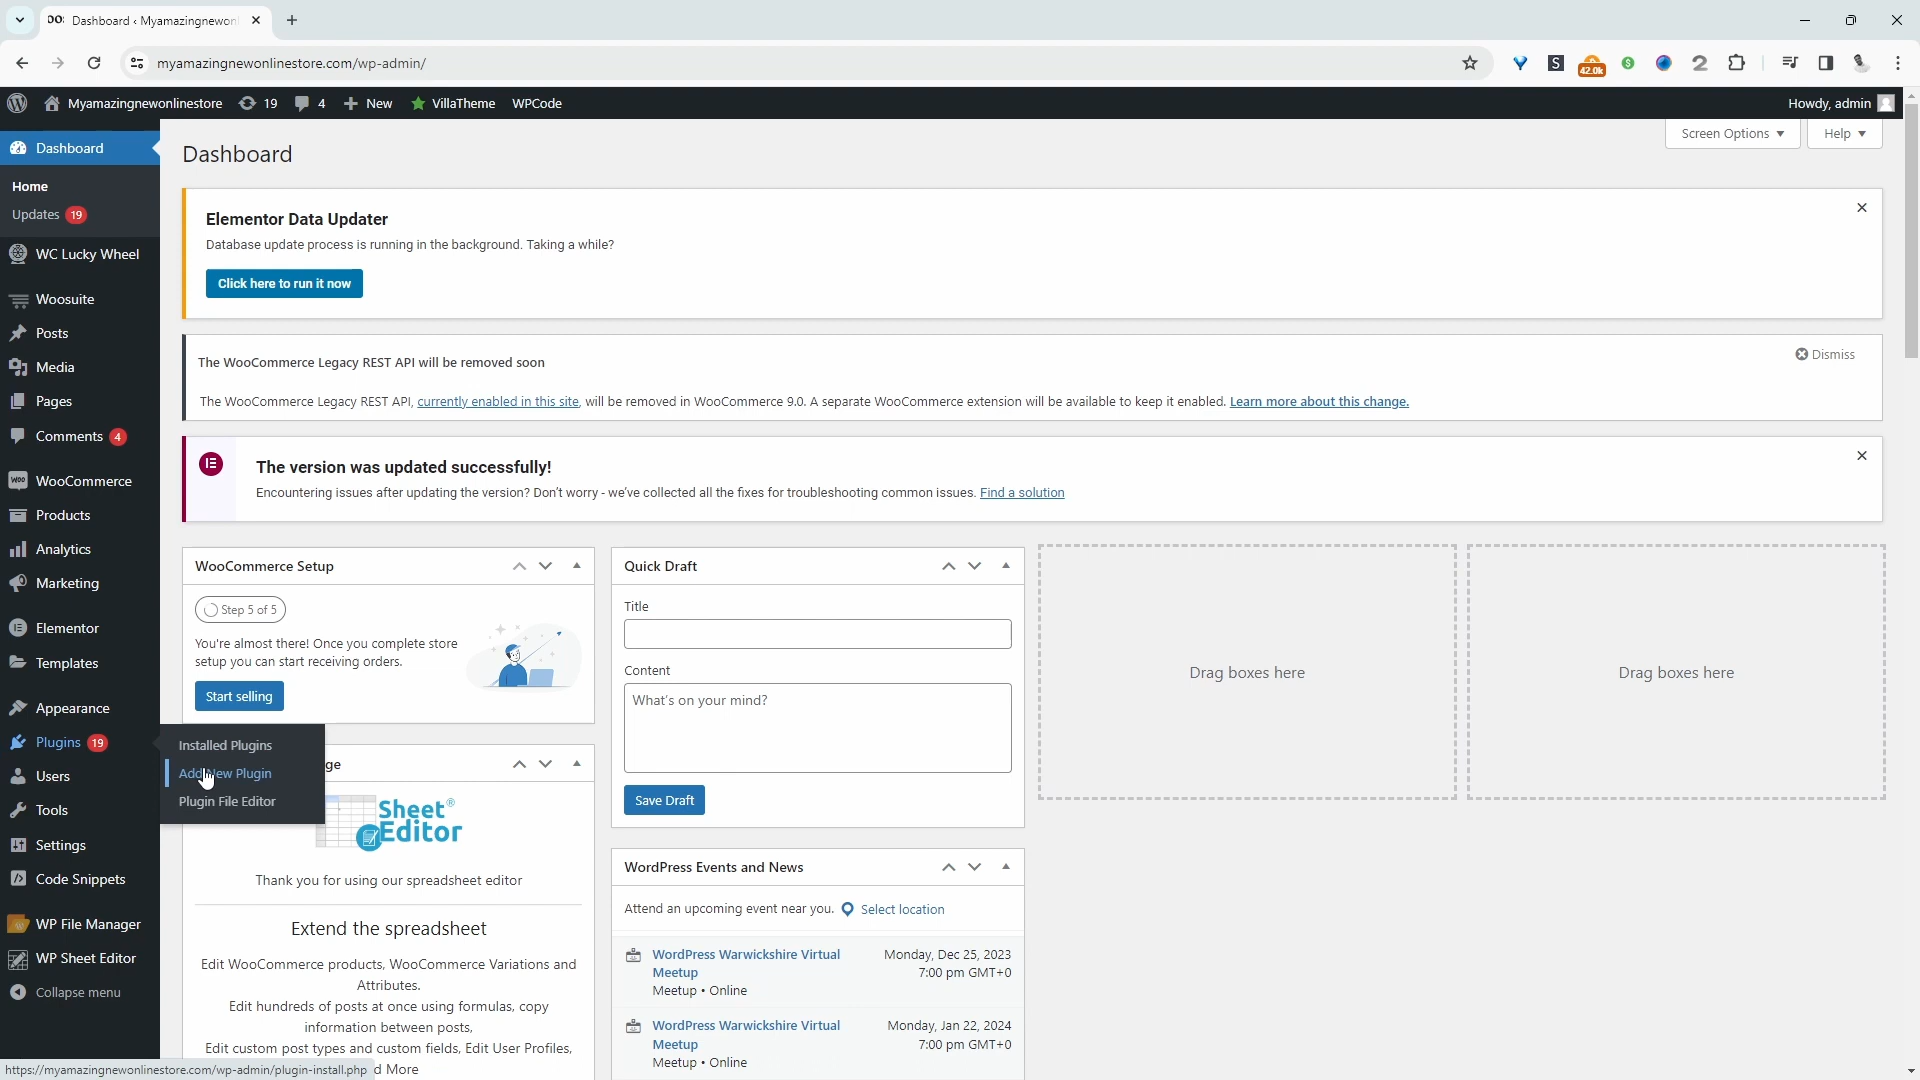 Dashboard ‹ Myamazingnewonl
myamazingnewonlinestore.com/wp-admin/
42.0k
Myamazingnewonlinestore 19 4 New VillaTheme WPCode
Howdy, admin
Dashboard
Home
Updates 19
WC Lucky Wheel
Woosuite
Posts
Media
Pages
Comments 4
WooCommerce
Products
Analytics
Marketing
Elementor
Templates
Appearance
Plugins 19
Users
Tools
Settings
Code Snippets
WP File Manager
WP Sheet Editor
Collapse menu
Installed Plugins
Add New Plugin
Plugin File Editor
Screen Options
Help
Dashboard
Elementor Data Updater
Database update process is running in the background. Taking a while?
Click here to run it now
The WooCommerce Legacy REST API will be removed soon
Dismiss
The WooCommerce Legacy REST API, currently enabled in this site, will be removed in WooCommerce 9.0. A separate WooCommerce extension will be available to keep it enabled. Learn more about this change.
The version was updated successfully!
Encountering issues after updating the version? Don't worry - we've collected all the fixes for troubleshooting common issues. Find a solution
WooCommerce Setup
Step 5 of 5
You're almost there! Once you complete store
setup you can start receiving orders.
Start selling
ge
Sheet®
Editor
Thank you for using our spreadsheet editor
Extend the spreadsheet
Edit WooCommerce products, WooCommerce Variations and
Attributes.
Edit hundreds of posts at once using formulas, copy
information between posts,
Edit custom post types and custom fields, Edit User Profiles,
d More
Quick Draft
Title
Content
What's on your mind?
Save Draft
WordPress Events and News
Attend an upcoming event near you. Select location
WordPress Warwickshire Virtual
Meetup
Meetup • Online
Monday, Dec 25, 2023
7:00 pm GMT+0
WordPress Warwickshire Virtual
Meetup
Meetup • Online
Monday, Jan 22, 2024
7:00 pm GMT+0
Drag boxes here
Drag boxes here
https://myamazingnewonlinestore.com/wp-admin/plugin-install.php